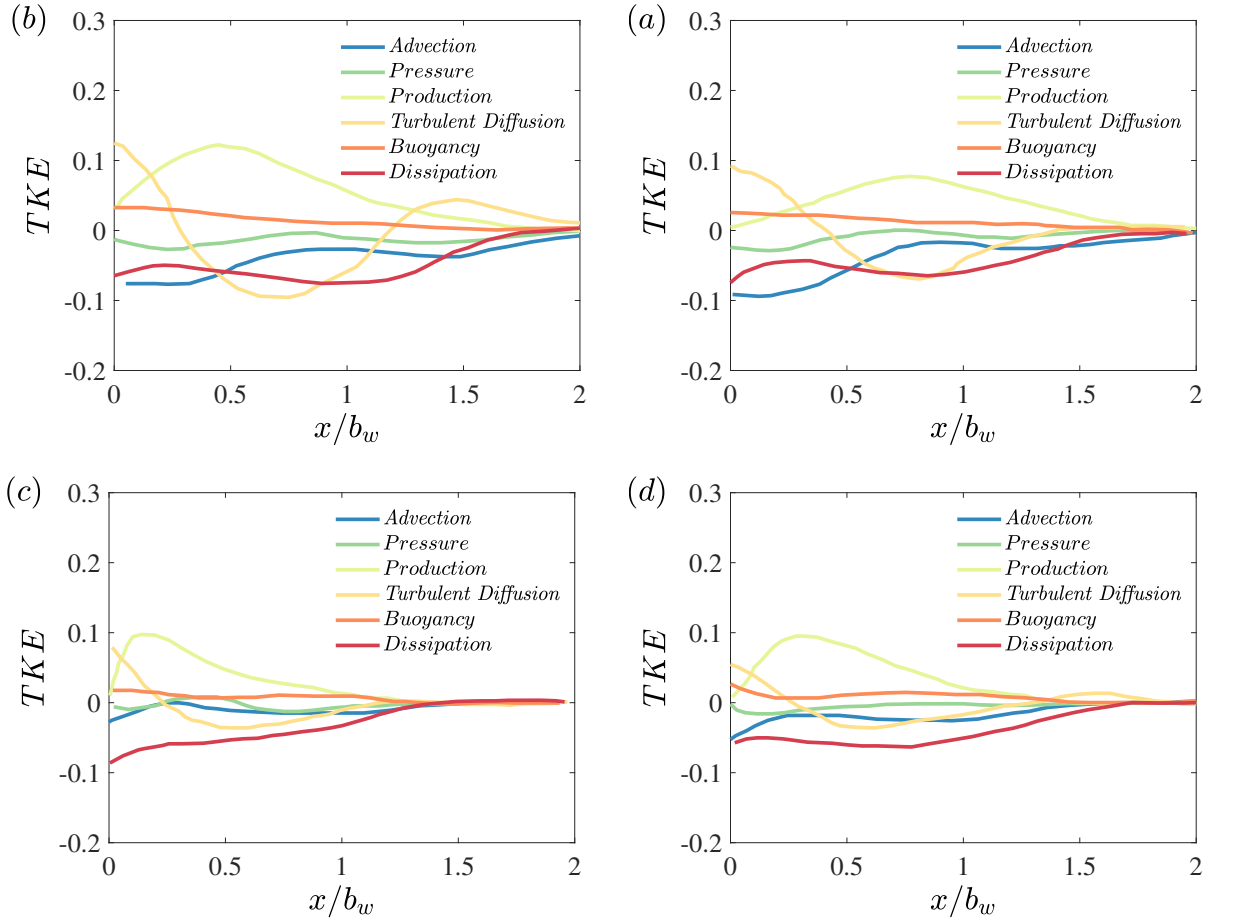 (b)
0.3
0.2
0.1
0
-0.1
-0.2
TKE
Advection
Pressure
Production
Turbulent Diffusion
Buoyancy
Dissipation
0 0.5 1 1.5 2
x/b_w
(a)
0.3
0.2
0.1
0
-0.1
-0.2
TKE
Advection
Pressure
Production
Turbulent Diffusion
Buoyancy
Dissipation
0 0.5 1 1.5 2
x/b_w
(c)
0.3
0.2
0.1
0
-0.1
-0.2
TKE
Advection
Pressure
Production
Turbulent Diffusion
Buoyancy
Dissipation
0 0.5 1 1.5 2
x/b_w
(d)
0.3
0.2
0.1
0
-0.1
-0.2
TKE
Advection
Pressure
Production
Turbulent Diffusion
Buoyancy
Dissipation
0 0.5 1 1.5 2
x/b_w